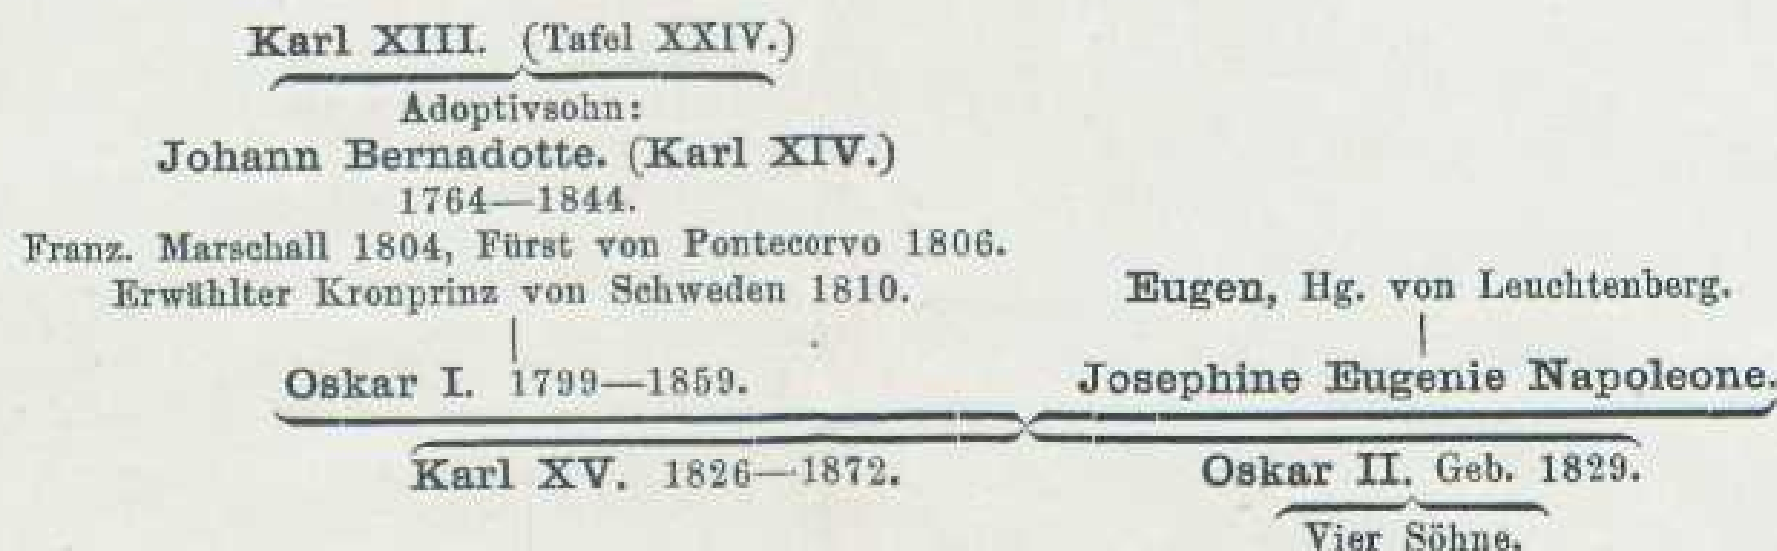 Karl XIII. (Tafel XXIV.)
Adoptivsohn:
Johann Bernadotte. (Karl XIV.)
1764—1844.
Franz. Marschall 1804, Fürst von Pontecorvo 1806.
Erwählter Kronprinz von Schweden 1810.
Eugen, Hg. von Leuchtenberg.
Oskar I. 1799—1859.
Josephine Eugenie Napoleone.
Karl XV. 1826—1872.
Oskar II. Geb. 1829.
Vier Söhne.